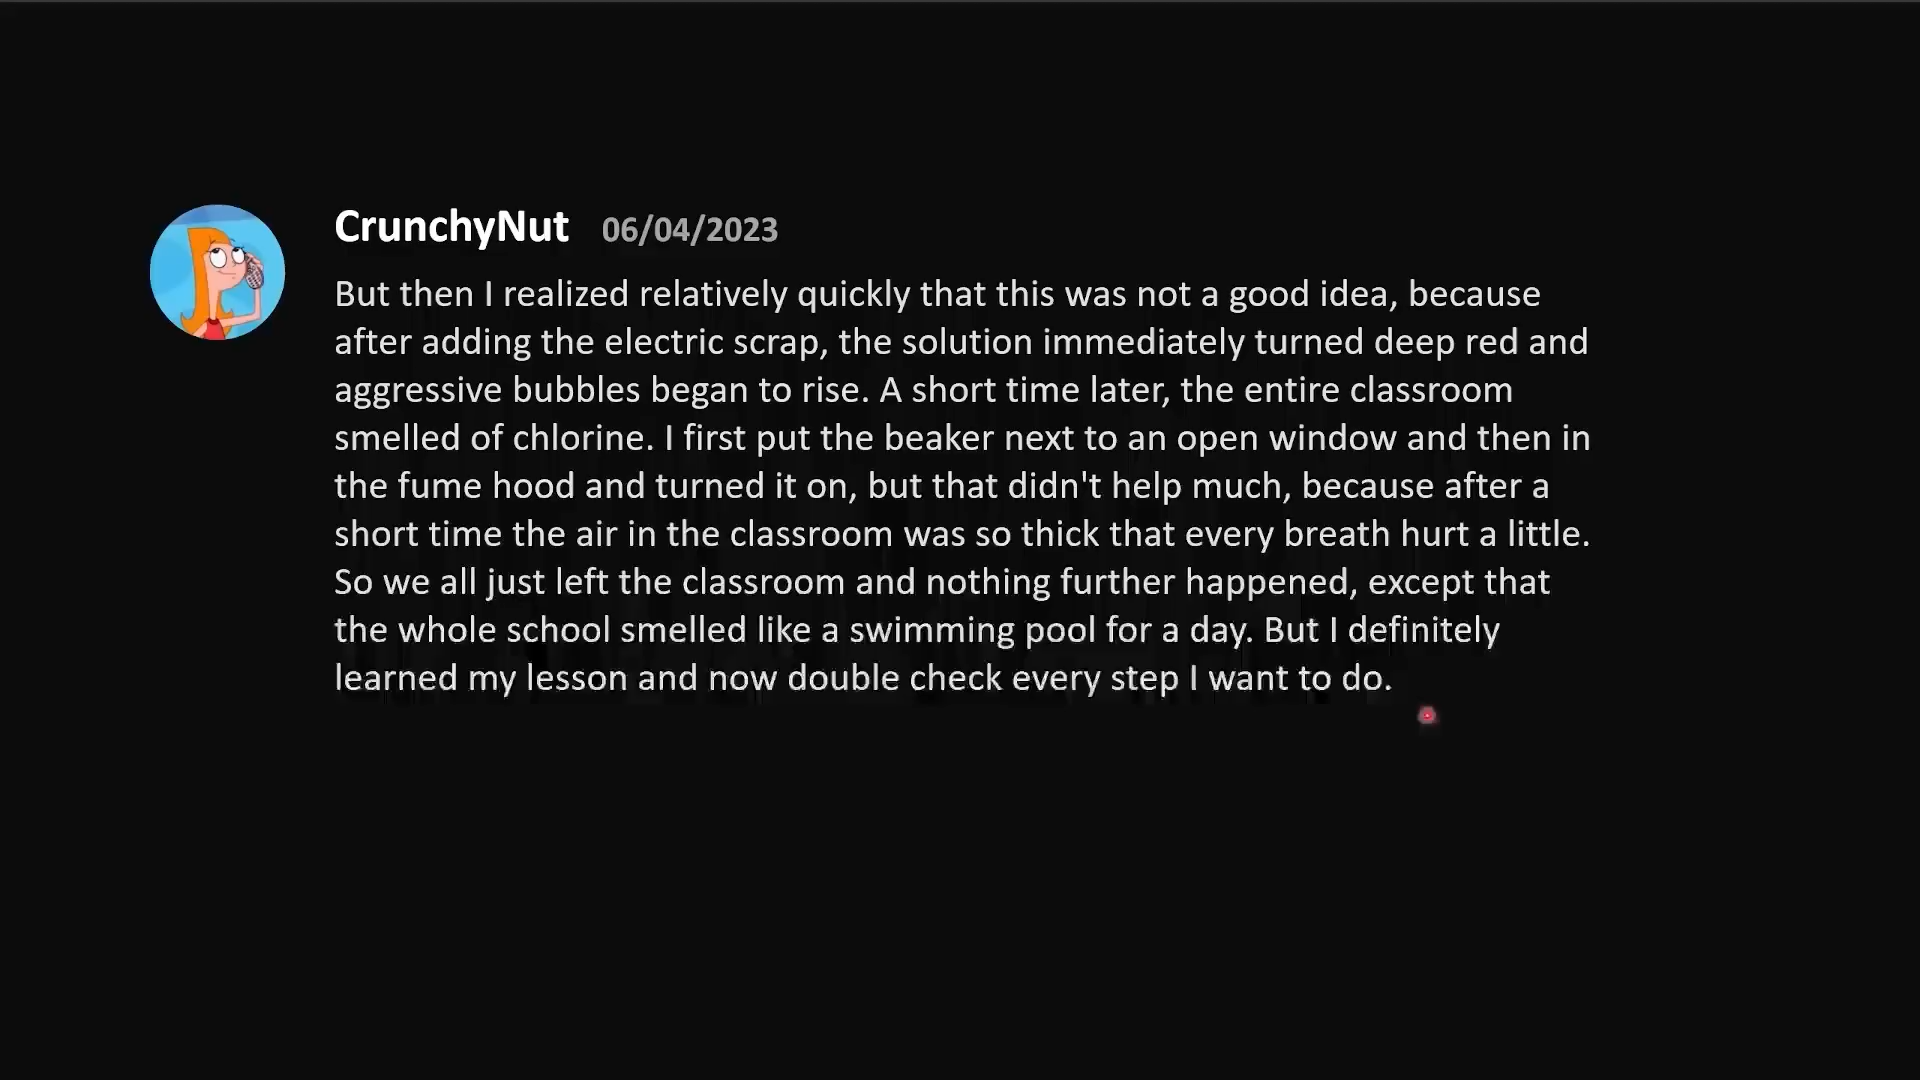 CrunchyNut 06/04/2023
But then I realized relatively quickly that this was not a good idea, because
after adding the electric scrap, the solution immediately turned deep red and
aggressive bubbles began to rise. A short time later, the entire classroom
smelled of chlorine. I first put the beaker next to an open window and then in
the fume hood and turned it on, but that didn't help much, because after a
short time the air in the classroom was so thick that every breath hurt a little.
So we all just left the classroom and nothing further happened, except that
the whole school smelled like a swimming pool for a day. But I definitely
learned my lesson and now double check every step I want to do.